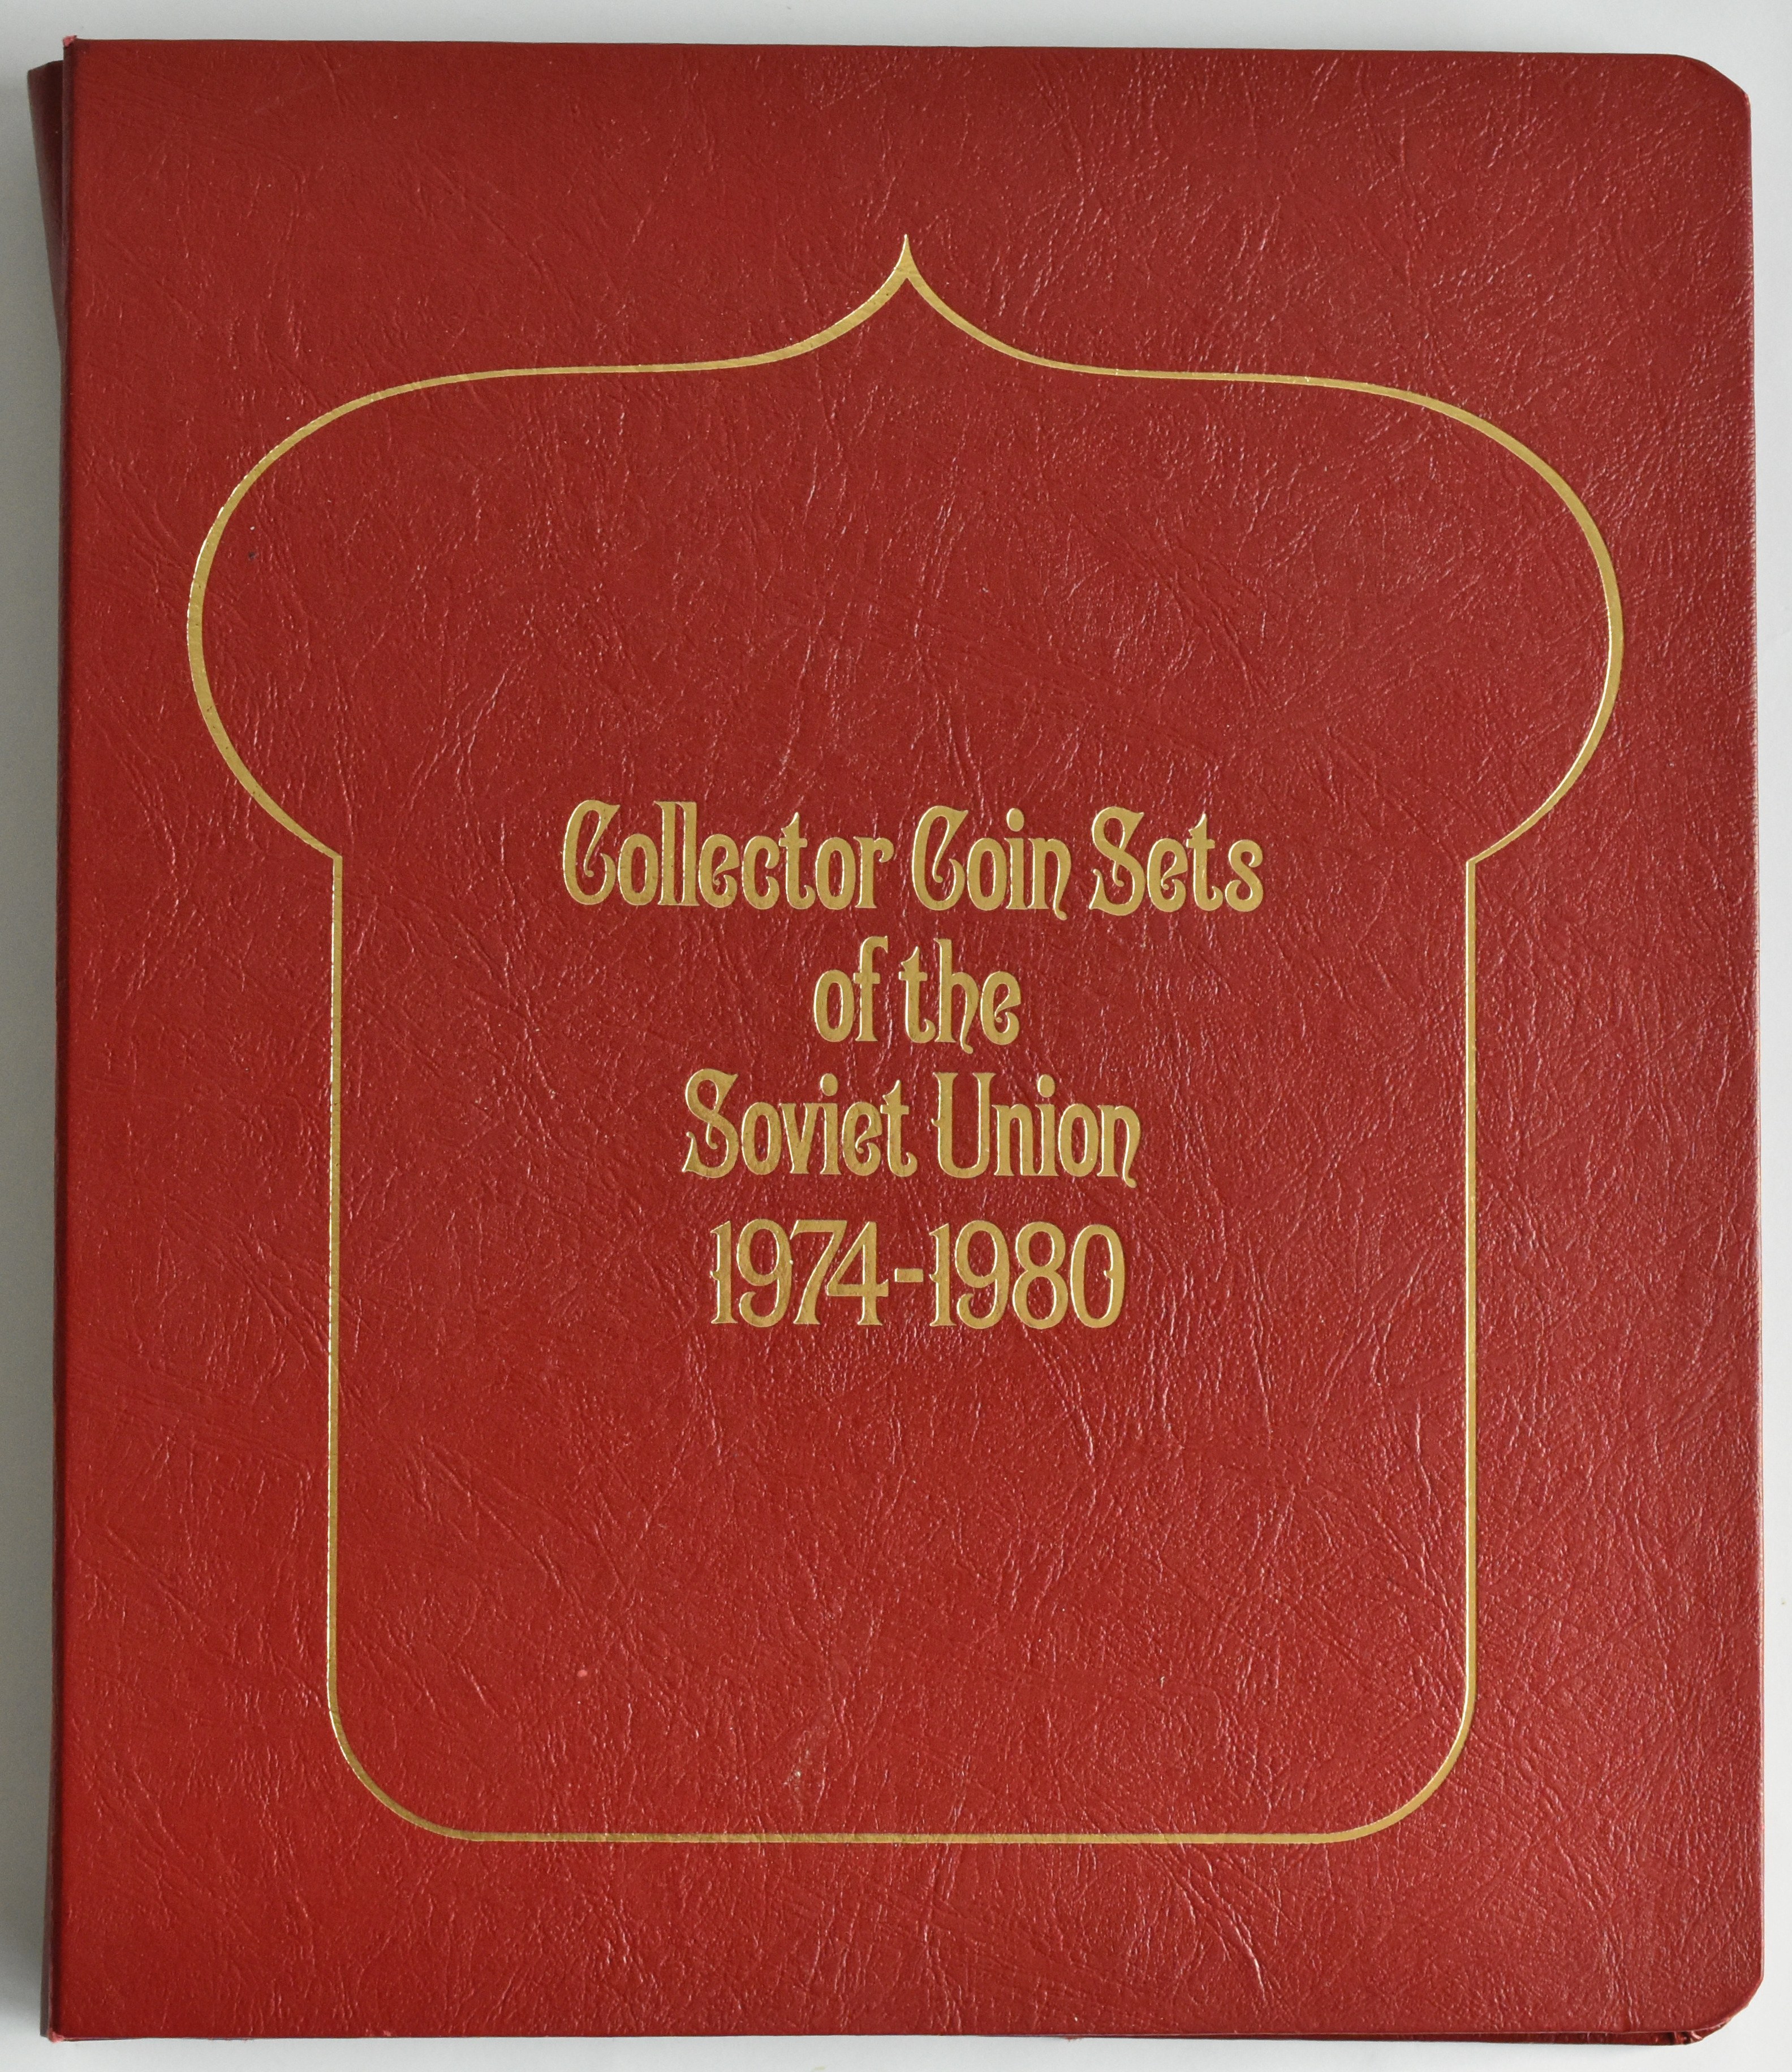 Collector Coin Sets
of the
Soviet Union
1974-1980